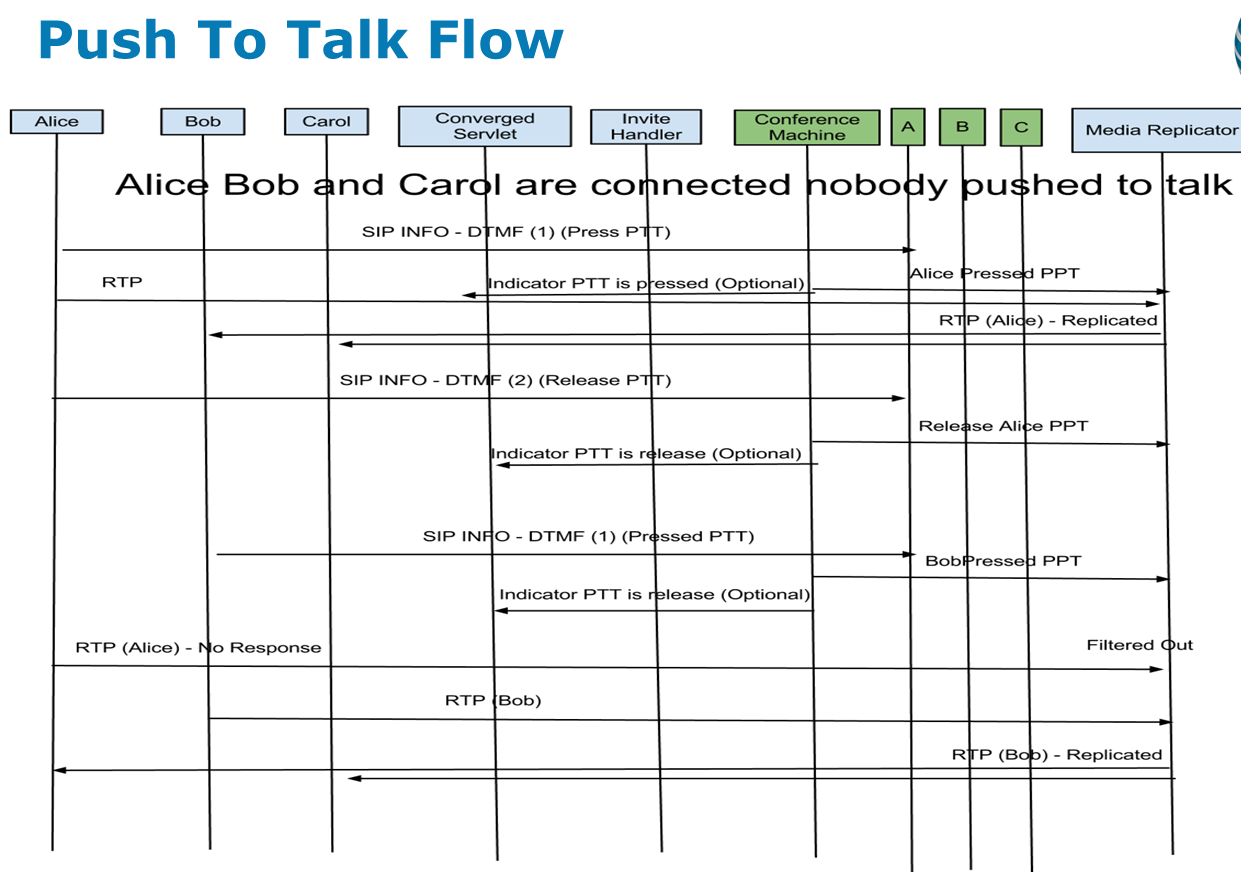 Push To Talk Flow
Alice
Bob
Carol
Converged
Servlet
Invite
Handler
Conference
Machine
A
B
C
Media Replicator
Alice Bob and Carol are connected nobody pushed to talk
SIP INFO - DTMF (1) (Press PTT)
RTP
Indicator PTT is pressed (Optional)
Alice Pressed PPT
RTP (Alice) - Replicated
SIP INFO - DTMF (2) (Release PTT)
Release Alice PPT
Indicator PTT is release (Optional)
SIP INFO - DTMF (1) (Pressed PTT)
BobPressed PPT
Indicator PTT is release (Optional)
RTP (Alice) - No Response
Filtered Out
RTP (Bob)
RTP (Bob) - Replicated